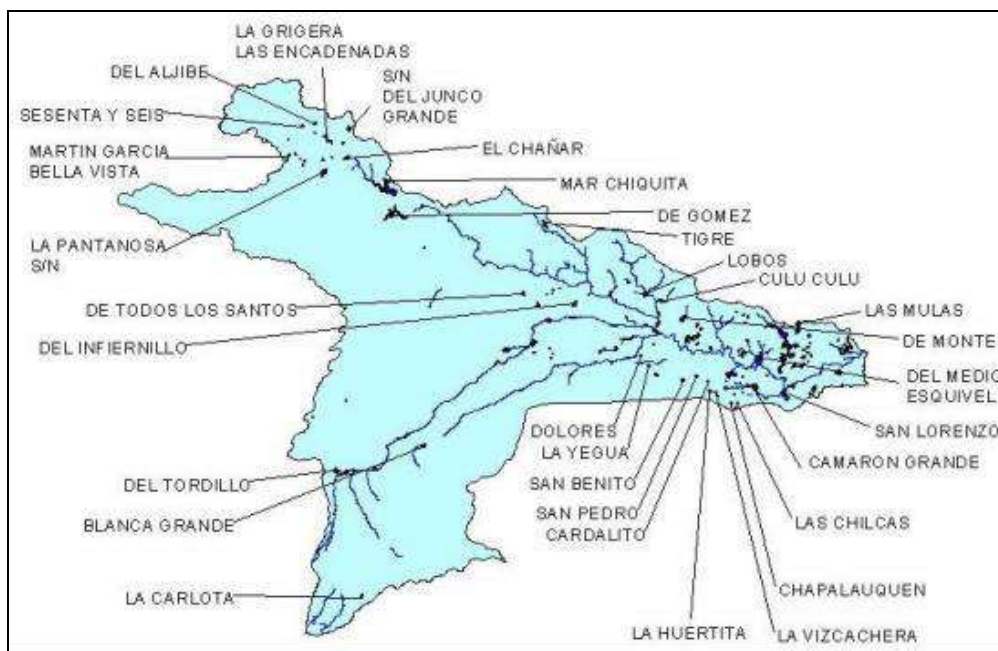 LA GRIGERA
LAS ENCADENADAS
S/N
DEL JUNCO
GRANDE
DEL ALJIBE
SESENTA Y SEIS
MARTIN GARCIA
BELLA VISTA
EL CHAÑAR
MAR CHIQUITA
DE GOMEZ
TIGRE
LA PANTANOSA
S/N
LOBOS
CULU CULU
DE TODOS LOS SANTOS
LAS MULAS
DEL INFIERNILLO
DE MONTE
DEL MEDIO
ESQUIVEL
DOLORES
LA YEGUA
SAN LORENZO
CAMARON GRANDE
DEL TORDILLO
SAN BENITO
BLANCA GRANDE
SAN PEDRO
CARDALITO
LAS CHILCAS
LA CARLOTA
CHAPALAUQUEN
LA HUERTITA
LA VIZCACHERA